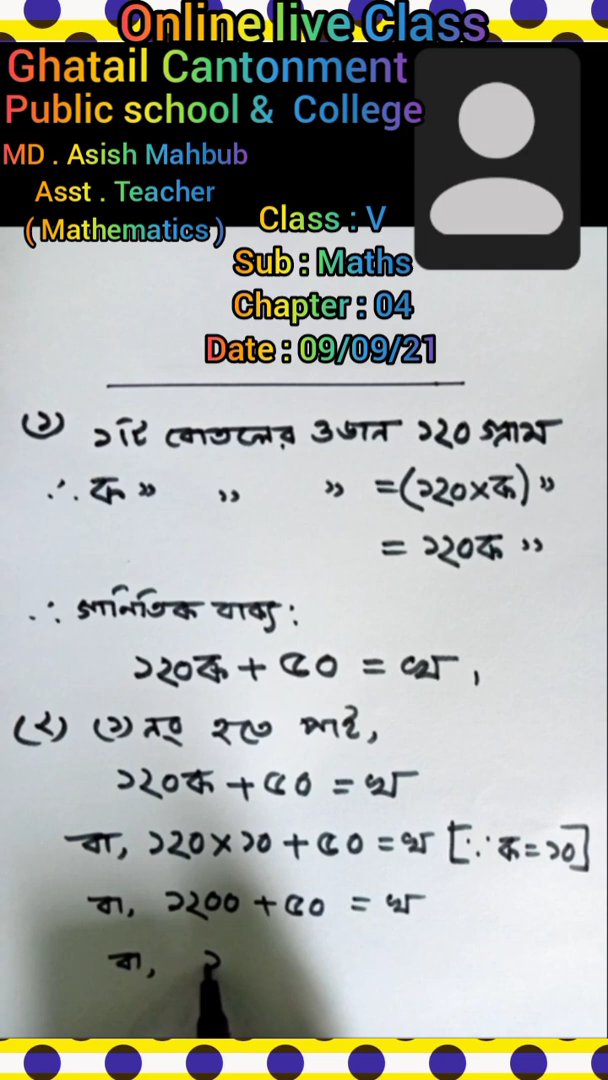 Online live Class
Ghatail Cantonment
Public school & College
MD . Asish Mahbub
Asst . Teacher
( Mathematics )
Class : V
Sub : Maths
Chapter : 04
Date : 09/09/21
(১) ১টি বোতলের ওজন ১২০ গ্রাম
∴ ক " " " = (১২০×ক) "
= ১২০ক "
∴ গানিতিক বাক্য:
১২০ক + ৫০ = খ,
(২) (১) নং হতে পাই,
১২০ক + ৫০ = খ
বা, ১২০×১০ + ৫০ = খ [∵ ক=১০]
বা, ১২০০ + ৫০ = খ
বা, ১